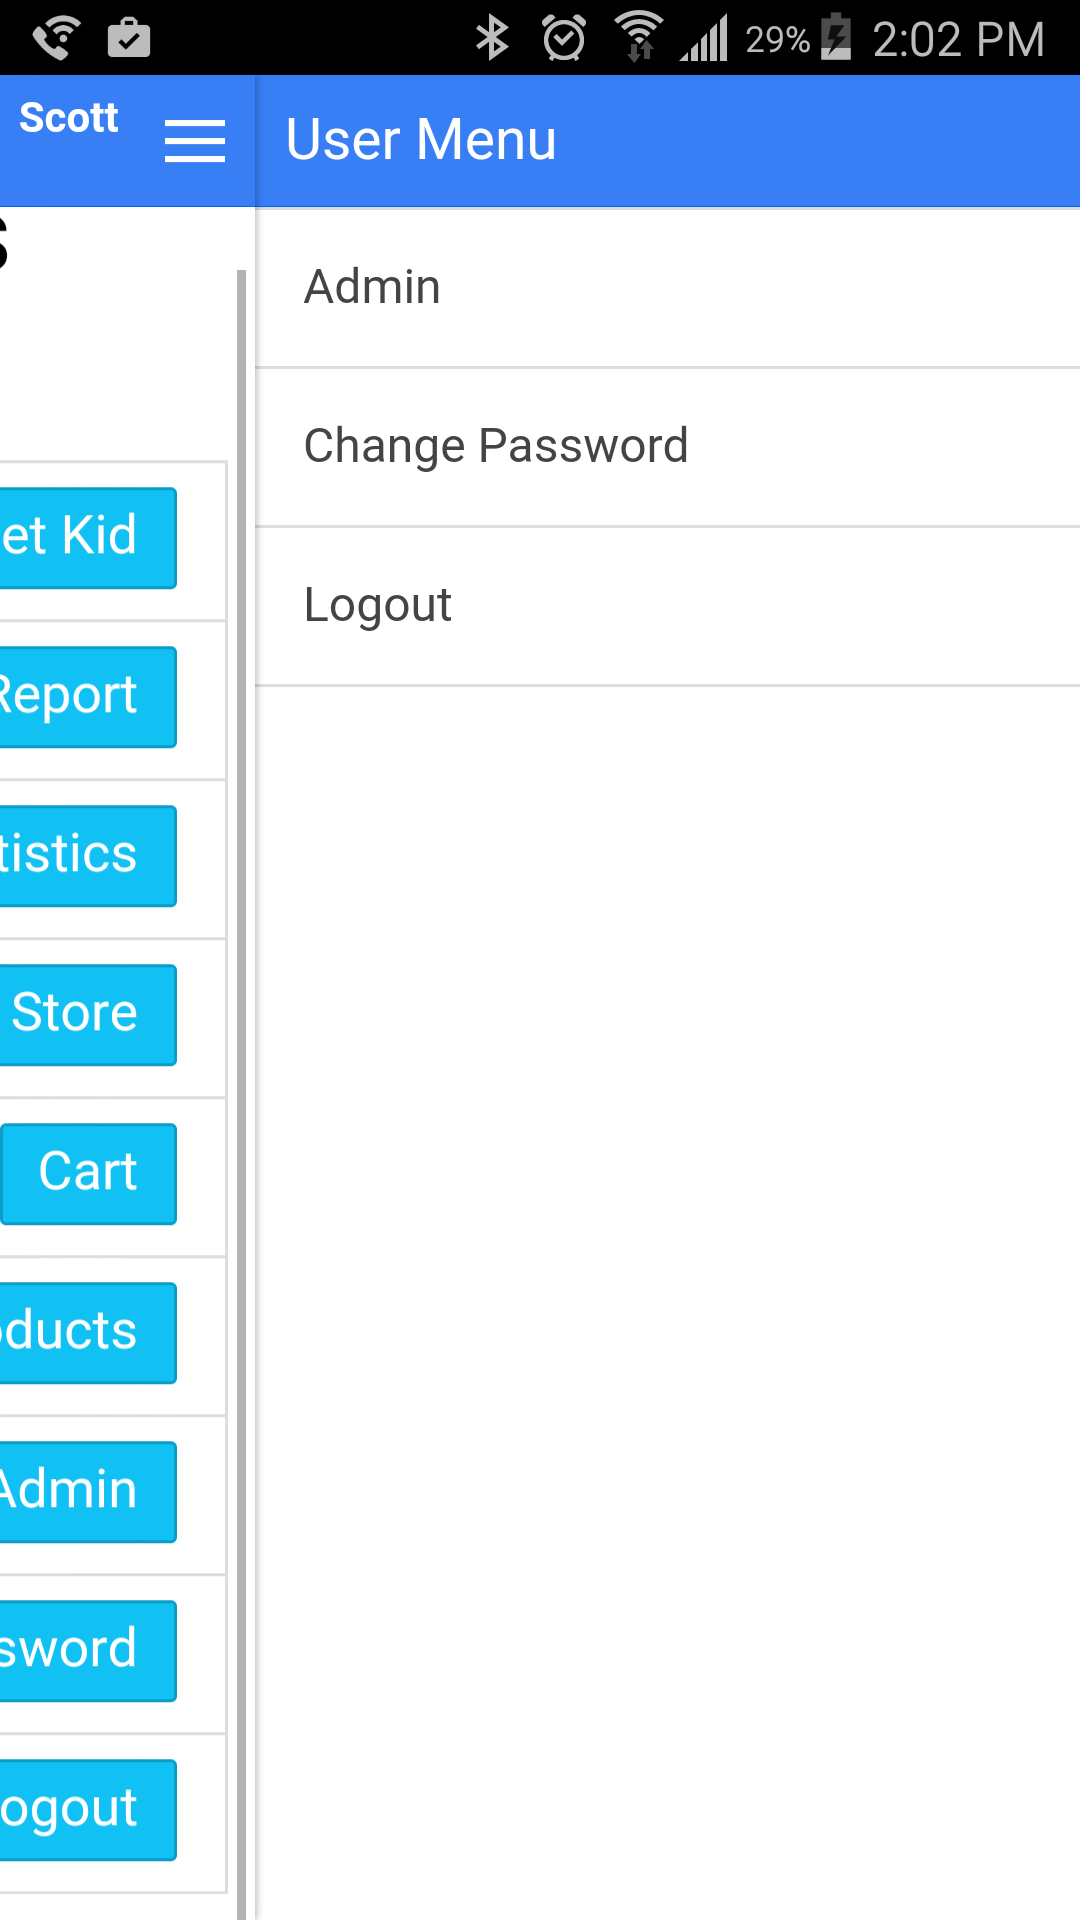 29% 2:02 PM
Scott
User Menu
s
Admin
Change Password
Logout
et Kid
Report
tistics
Store
Cart
oducts
Admin
sword
ogout